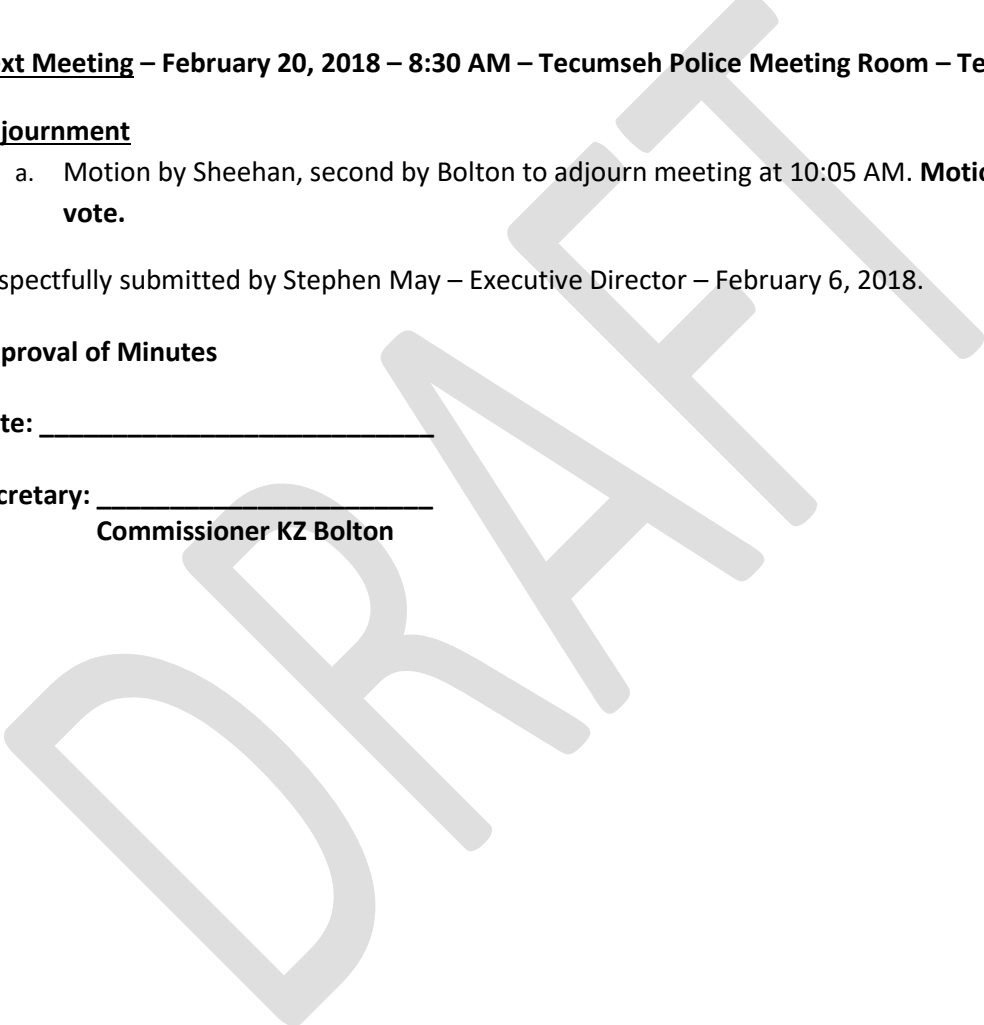 ext Meeting – February 20, 2018 – 8:30 AM – Tecumseh Police Meeting Room – Te
journment
a. Motion by Sheehan, second by Bolton to adjourn meeting at 10:05 AM. Motio
vote.
spectfully submitted by Stephen May – Executive Director – February 6, 2018.
proval of Minutes
te: ___________________________
cretary: _______________________
Commissioner KZ Bolton
DRAFT